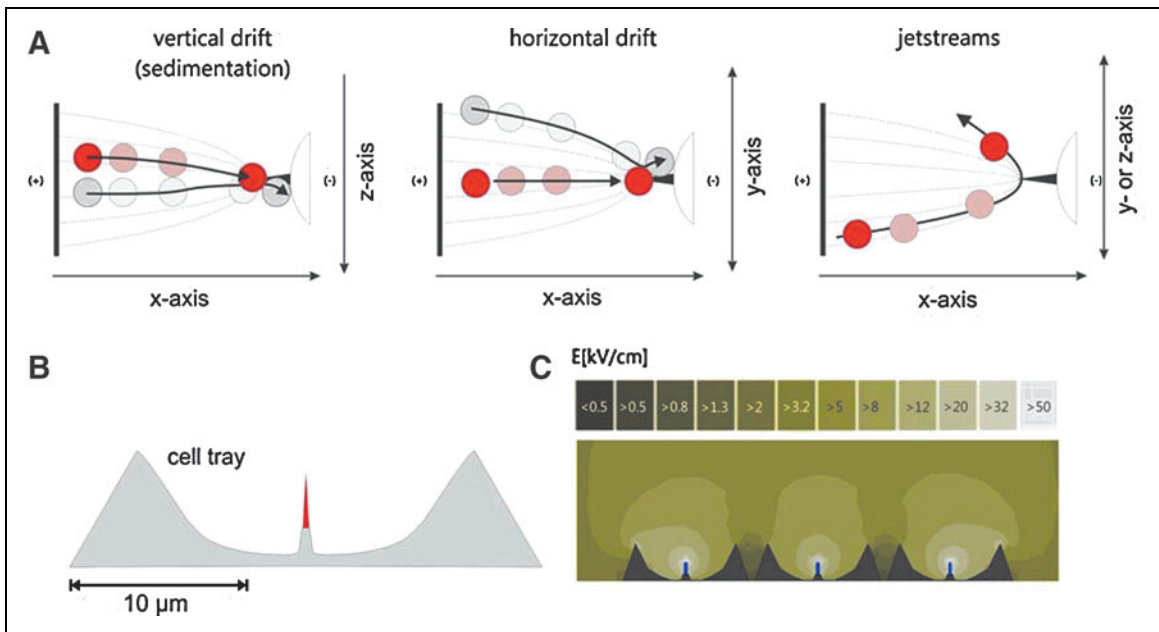 A
vertical drift
(sedimentation)
horizontal drift
jetstreams
(+)
(-)
z-axis
x-axis
(+)
(-)
y-axis
x-axis
(+)
(-)
y- or z-axis
x-axis
B
cell tray
10 µm
C
E[kV/cm]
<0.5 >0.5 >0.8 >1.3 >2 >3.2 >5 >8 >12 >20 >32 >50